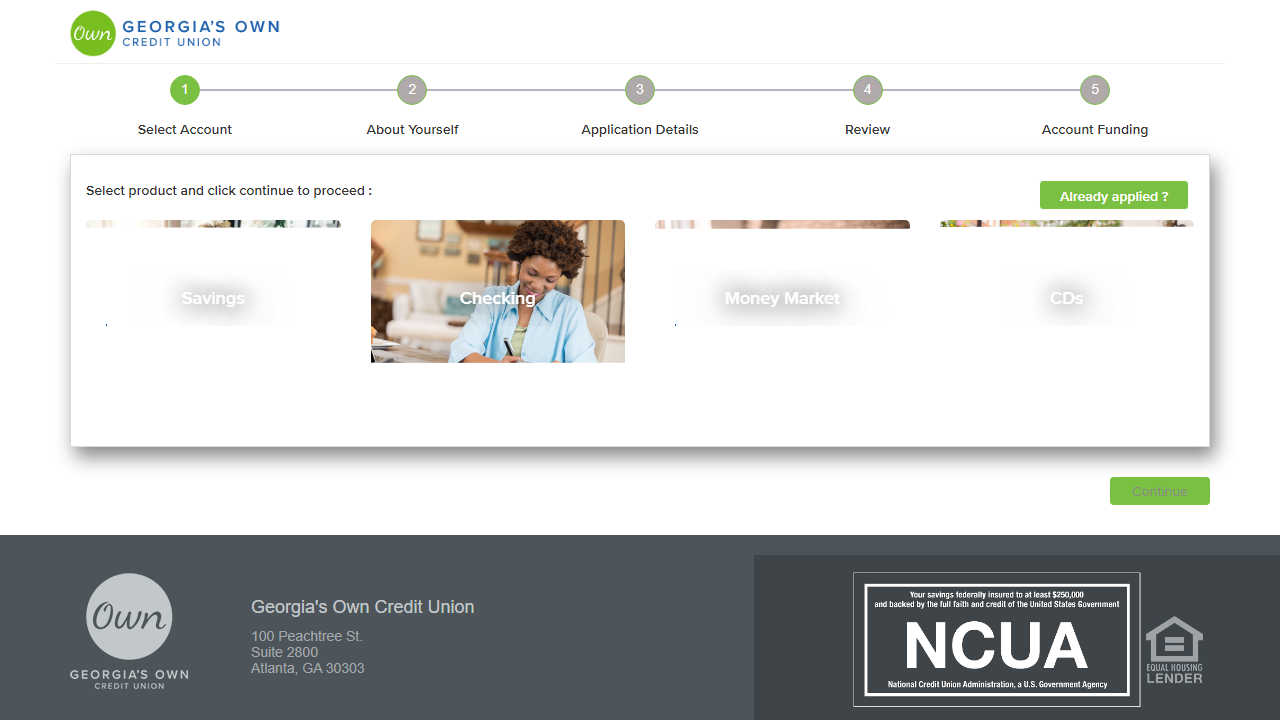 Own GEORGIA'S OWN
CREDIT UNION
1 2 3 4 5
Select Account About Yourself Application Details Review Account Funding
Select product and click continue to proceed :
Already applied ?
Savings Checking Money Market CDs
Continue
Own
GEORGIA'S OWN
CREDIT UNION
Georgia's Own Credit Union
100 Peachtree St.
Suite 2800
Atlanta, GA 30303
Your savings federally insured to at least $250,000
and backed by the full faith and credit of the United States Government
NCUA
National Credit Union Administration, a U.S. Government Agency
EQUAL HOUSING
LENDER